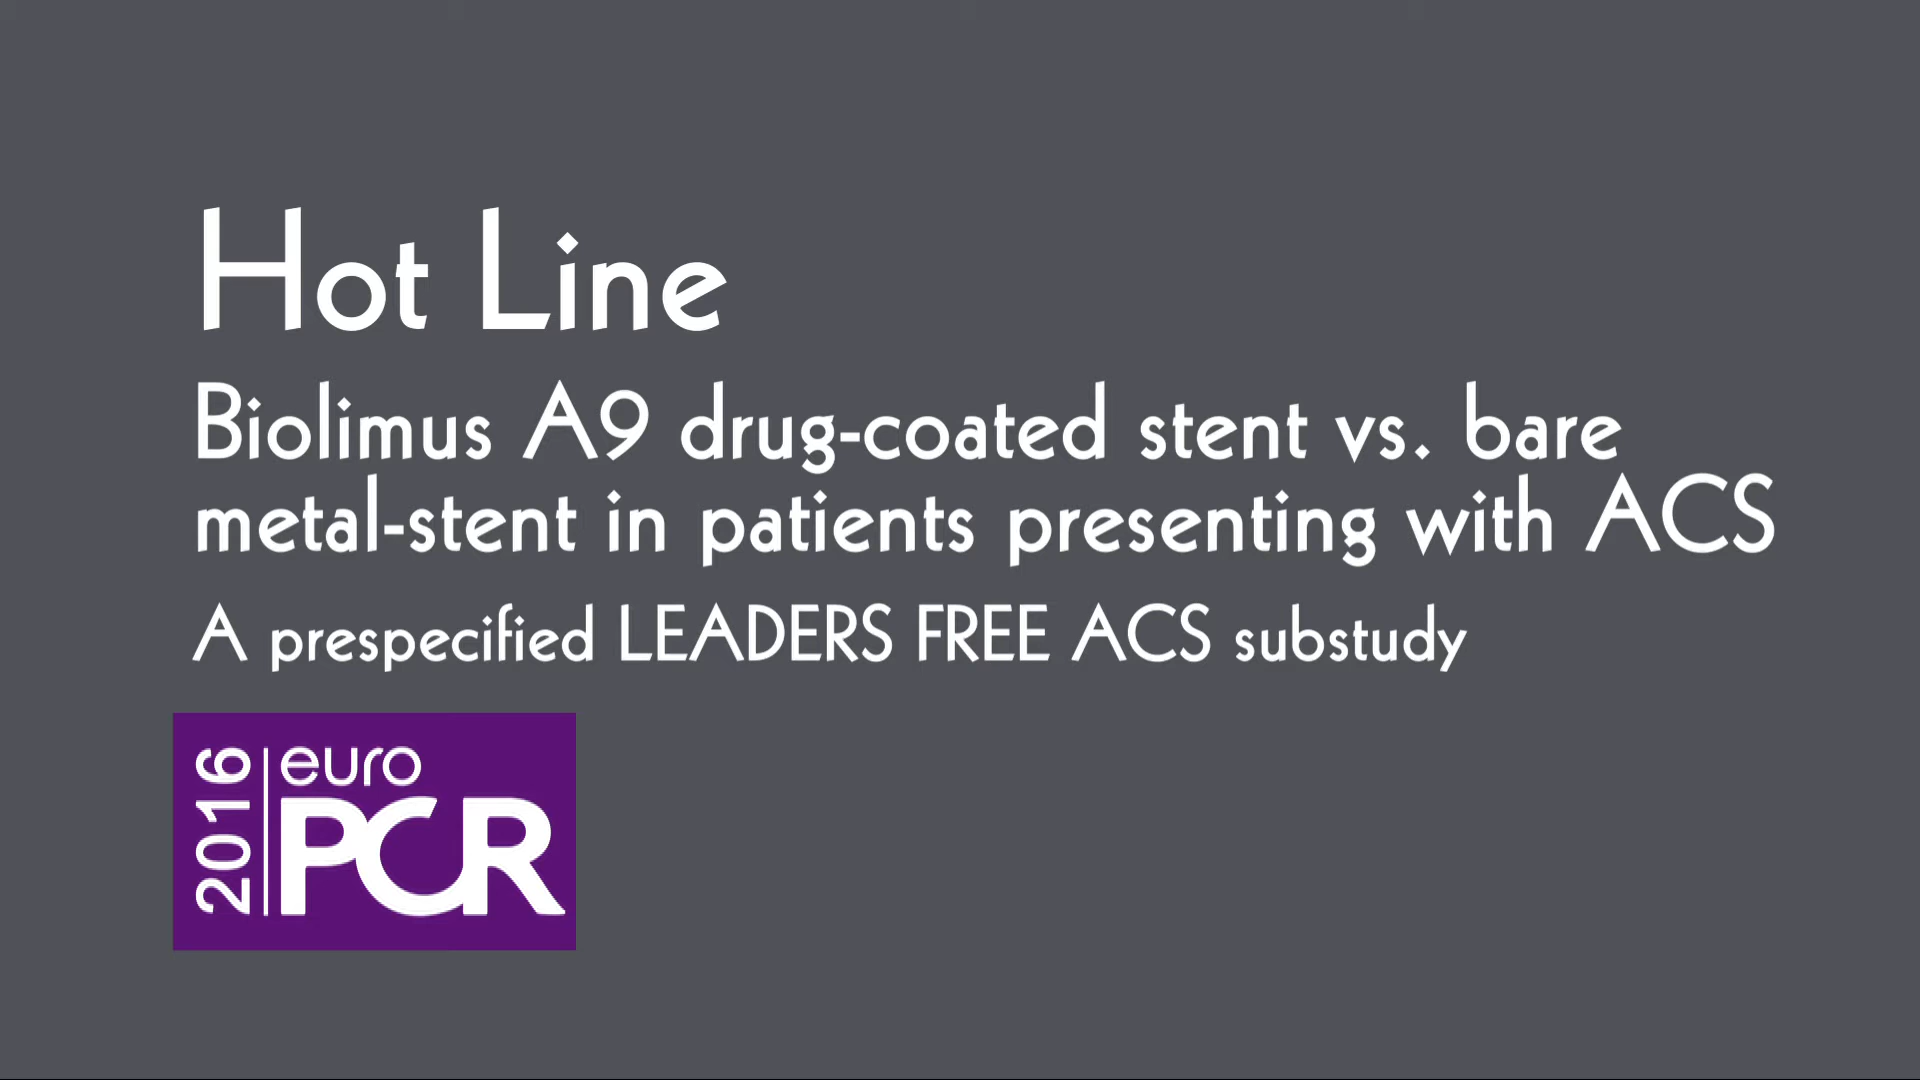 Hot Line
Biolimus A9 drug-coated stent vs. bare
metal-stent in patients presenting with ACS
A prespecified LEADERS FREE ACS substudy
2016
euro
PCR